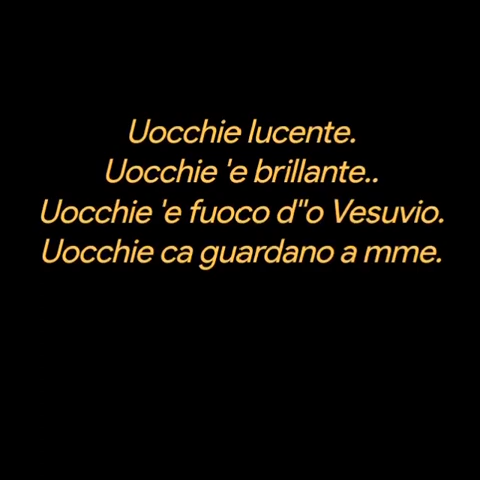 Uocchie lucente.
Uocchie 'e brillante..
Uocchie 'e fuoco d''o Vesuvio.
Uocchie ca guardano a mme.